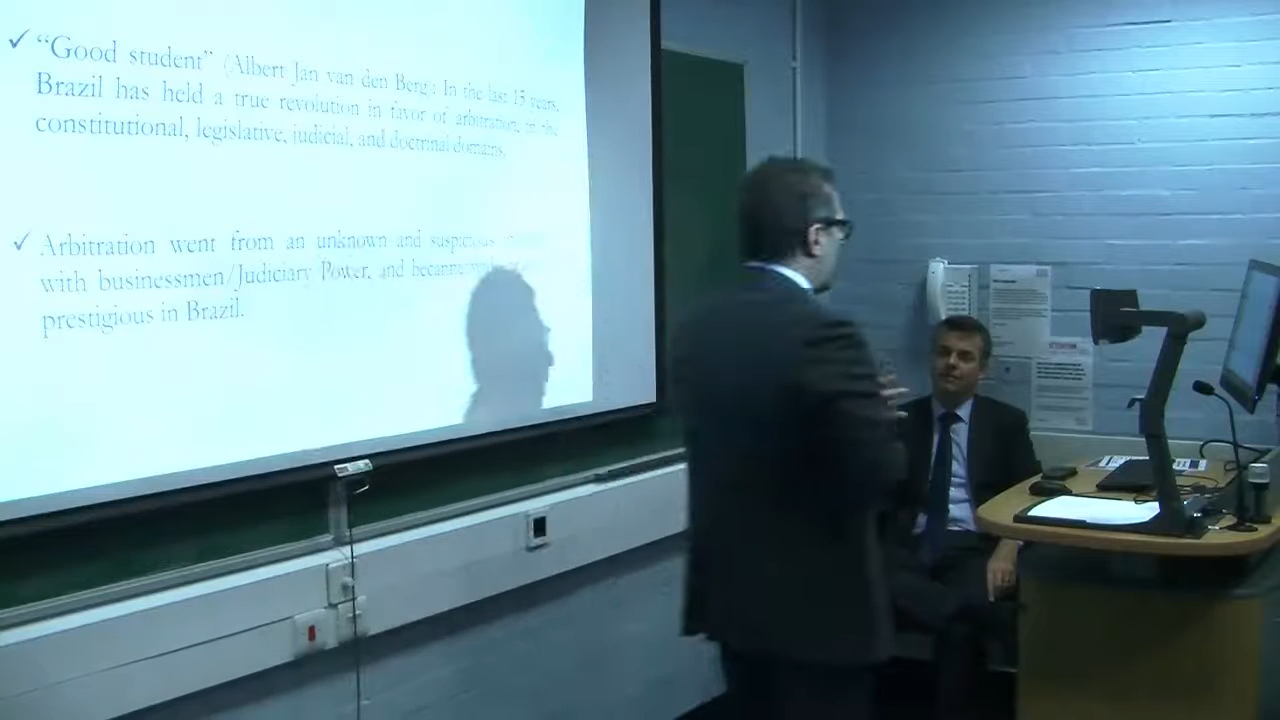 ✓ “Good student” (Albert Jan van den Berg): In the last 15 years,
Brazil has held a true revolution in favor of arbitration, in the
constitutional, legislative, judicial, and doctrinal domains.
✓ Arbitration went from an unknown and suspicious
with businessmen/Judiciary Power, and became
prestigious in Brazil.